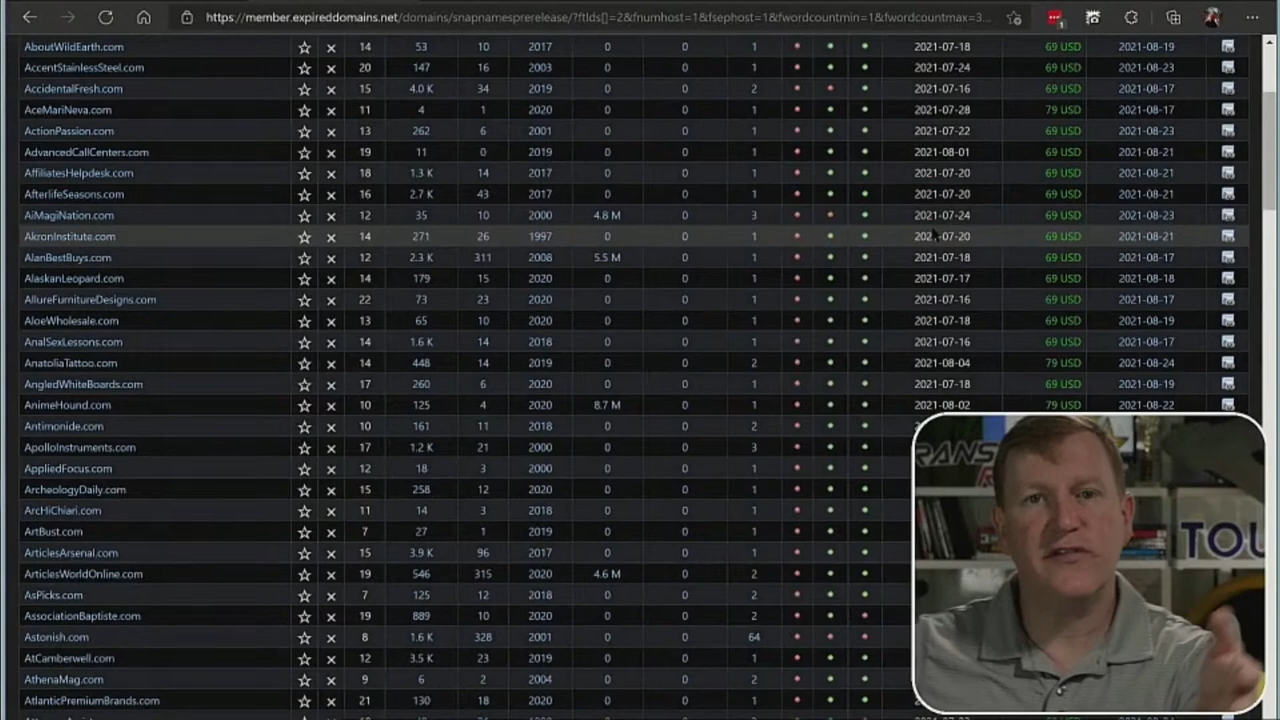 https://member.expireddomains.net/domains/snapnamesprerelease/?ftlds[]=2&fnumhost=1&fsephost=1&fwordcountmin=1&fwordcountmax=3...
1
AboutWildEarth.com 14 53 10 2017 0 0 1 2021-07-18 69 USD 2021-08-19
AccentStainlessSteel.com 20 147 16 2003 0 0 1 2021-07-24 69 USD 2021-08-23
AccidentalFresh.com 15 4.0 K 34 2019 0 0 2 2021-07-16 69 USD 2021-08-17
AceMariNeva.com 11 4 1 2020 0 0 1 2021-07-28 79 USD 2021-08-17
ActionPassion.com 13 262 6 2001 0 0 1 2021-07-22 69 USD 2021-08-23
AdvancedCallCenters.com 19 11 0 2019 0 0 1 2021-08-01 69 USD 2021-08-21
AffiliatesHelpdesk.com 18 1.3 K 14 2017 0 0 1 2021-07-20 69 USD 2021-08-21
AfterlifeSeasons.com 16 2.7 K 43 2017 0 0 1 2021-07-20 69 USD 2021-08-21
AiMagiNation.com 12 35 10 2000 4.8 M 0 3 2021-07-24 69 USD 2021-08-23
AkronInstitute.com 14 271 26 1997 0 0 1 2021-07-20 69 USD 2021-08-21
AlanBestBuys.com 12 2.3 K 311 2008 5.5 M 0 1 2021-07-18 69 USD 2021-08-17
AlaskanLeopard.com 14 179 15 2020 0 0 1 2021-07-17 69 USD 2021-08-18
AllureFurnitureDesigns.com 22 73 23 2020 0 0 1 2021-07-16 69 USD 2021-08-17
AloeWholesale.com 13 65 10 2020 0 0 1 2021-07-18 69 USD 2021-08-19
AnalSexLessons.com 14 1.6 K 14 2018 0 0 1 2021-07-16 69 USD 2021-08-17
AnatoliaTattoo.com 14 448 14 2019 0 0 2 2021-08-04 79 USD 2021-08-24
AngledWhiteBoards.com 17 260 6 2020 0 0 1 2021-07-18 69 USD 2021-08-19
AnimeHound.com 10 125 4 2020 8.7 M 0 1 2021-08-02 79 USD 2021-08-22
Antimonide.com 10 161 11 2018 0 0 2
ApolloInstruments.com 17 1.2 K 21 2000 0 0 3
AppliedFocus.com 12 18 3 2000 0 0 1
ArcheologyDaily.com 15 258 12 2020 0 0 1
ArcHiChiari.com 11 14 3 2018 0 0 1
ArtBust.com 7 27 1 2019 0 0 1
ArticlesArsenal.com 15 3.9 K 96 2017 0 0 1
ArticlesWorldOnline.com 19 546 315 2020 4.6 M 0 2
AsPicks.com 7 125 12 2018 0 0 2
AssociationBaptiste.com 19 889 10 2020 0 0 2
Astonish.com 8 1.6 K 328 2001 0 0 64
AtCamberwell.com 12 3.5 K 23 2019 0 0 1
AthenaMag.com 9 6 2 2004 0 0 2
AtlanticPremiumBrands.com 21 130 18 2020 0 0 1
RANS
TOU